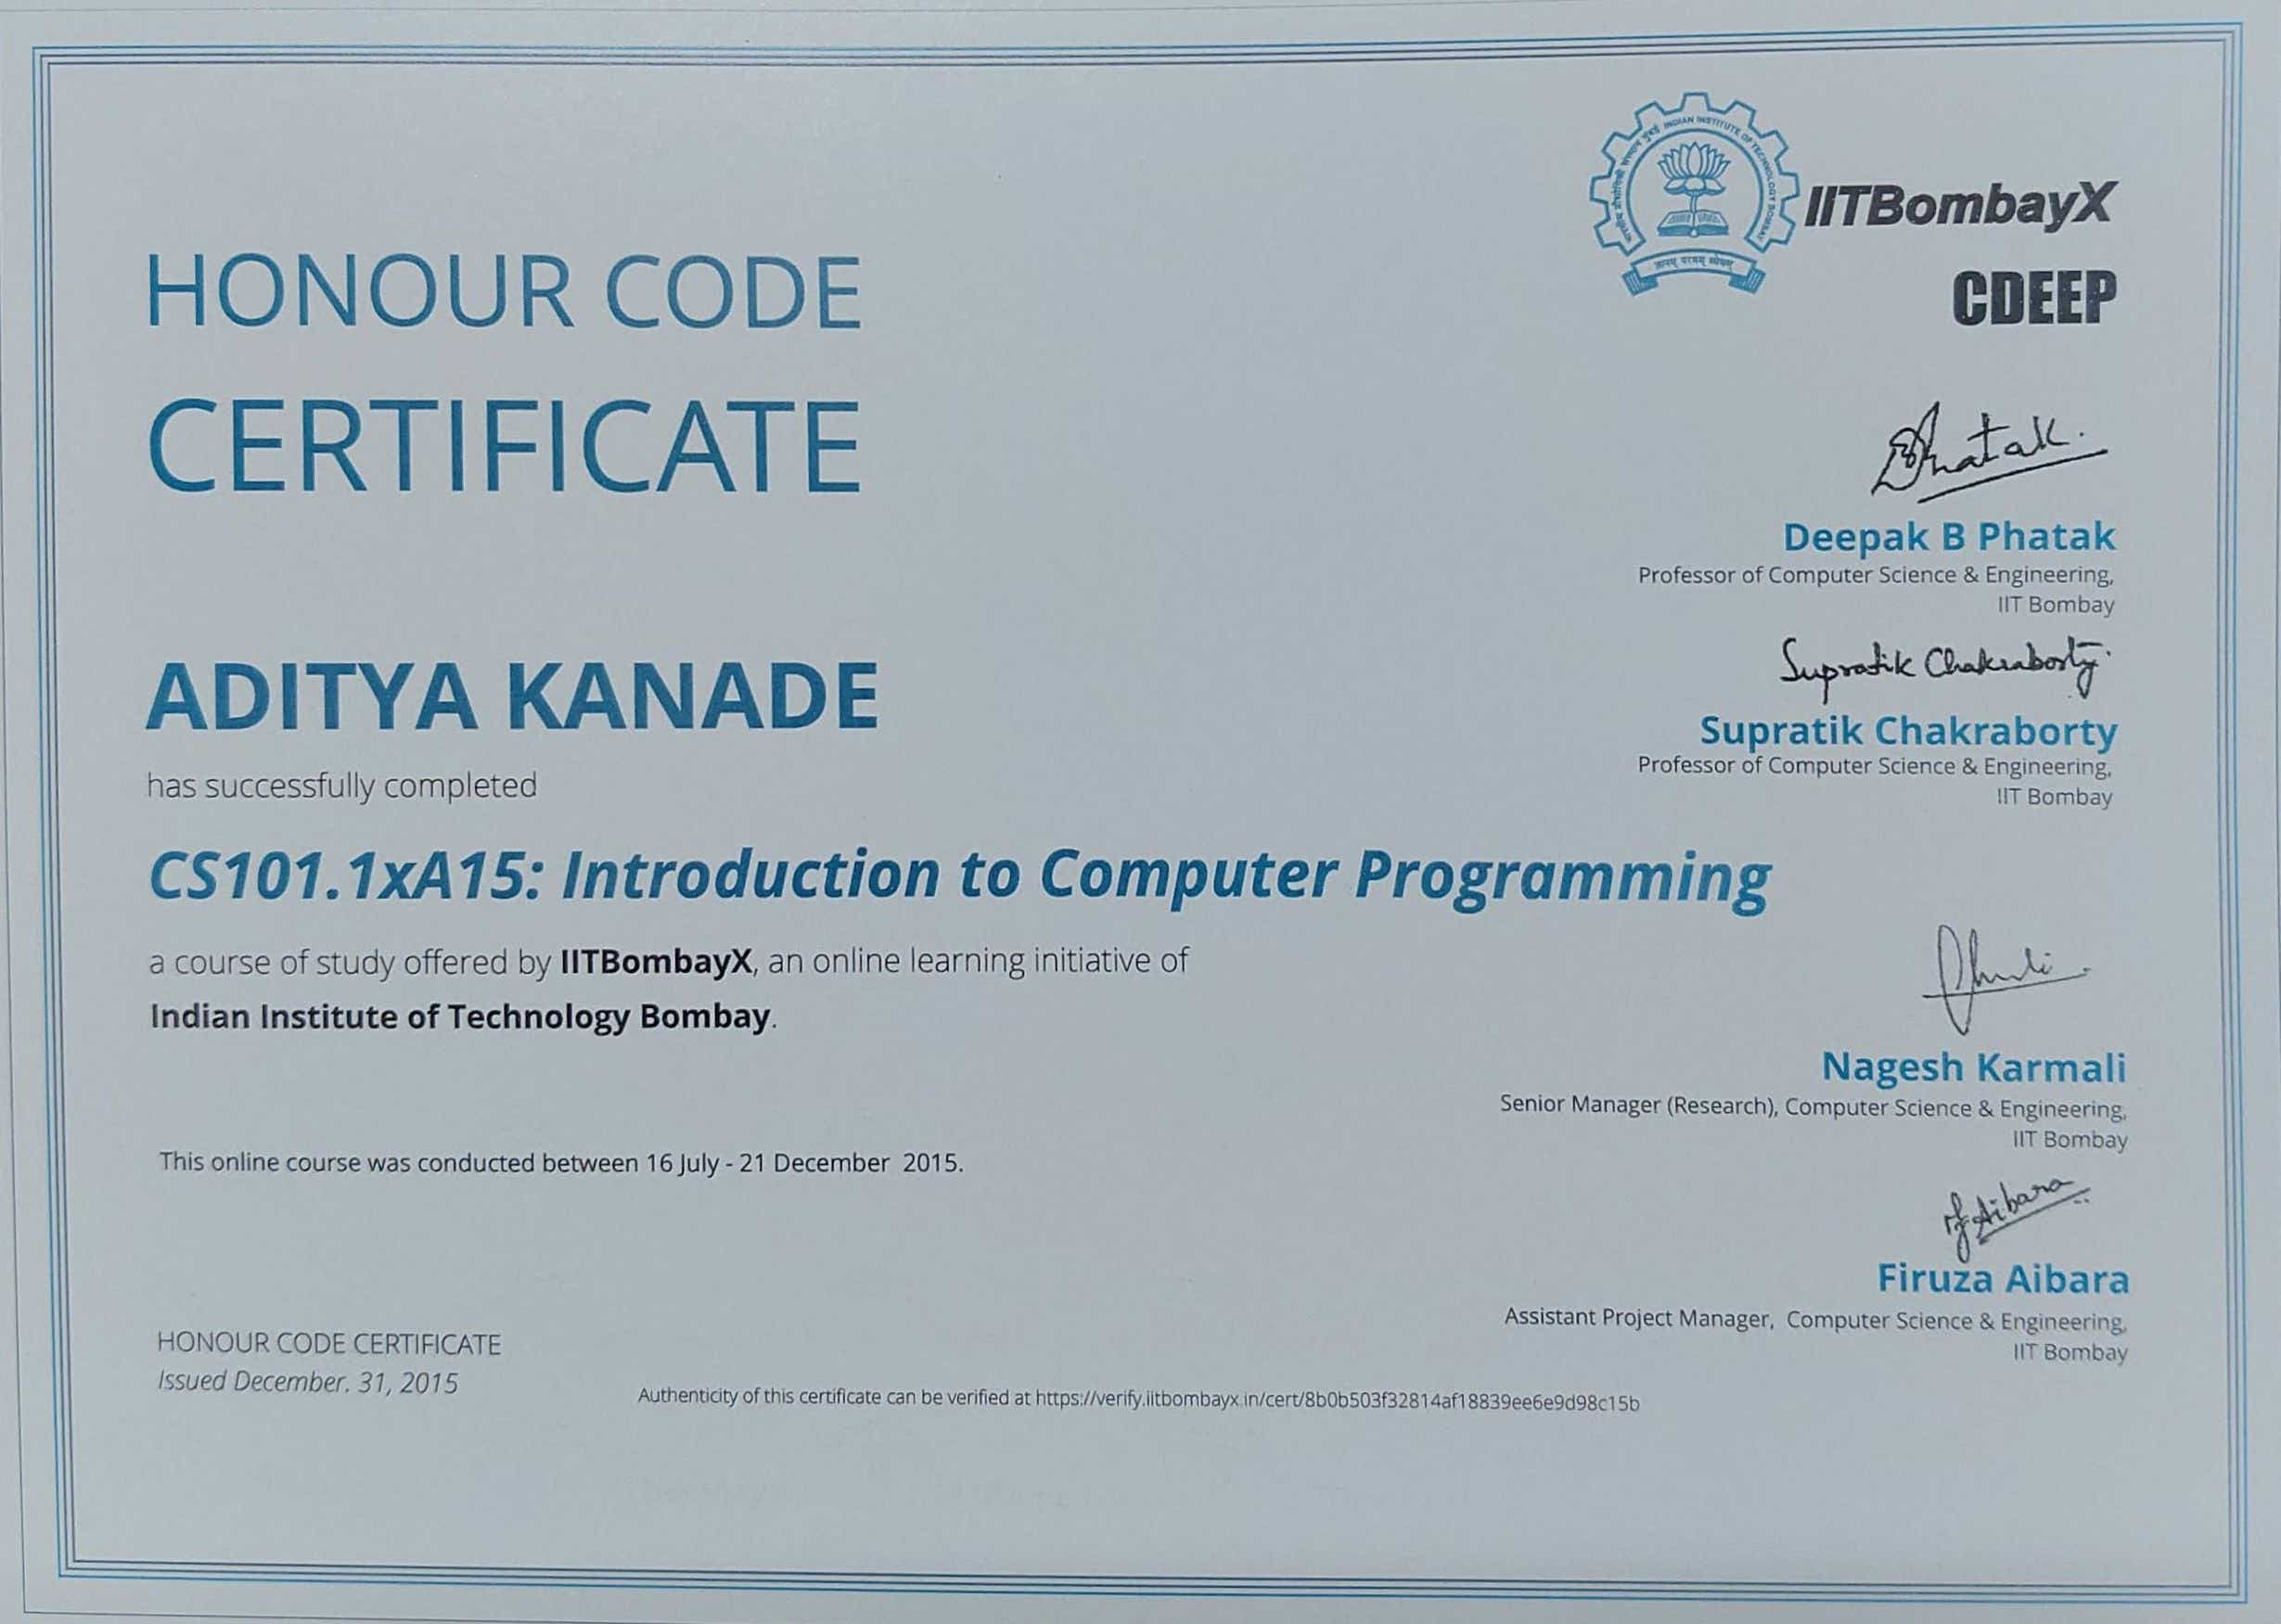 INDIAN INSTITUTE OF TECHNOLOGY BOMBAY
IITBombayX
CDEEP
HONOUR CODE
CERTIFICATE
Phatak.
Deepak B Phatak
Professor of Computer Science & Engineering,
IIT Bombay
Supratik Chakraborty
Supratik Chakraborty
Professor of Computer Science & Engineering,
IIT Bombay
ADITYA KANADE
has successfully completed
CS101.1xA15: Introduction to Computer Programming
a course of study offered by IITBombayX, an online learning initiative of
Indian Institute of Technology Bombay.
Nagesh Karmali
Senior Manager (Research), Computer Science & Engineering,
IIT Bombay
This online course was conducted between 16 July - 21 December 2015.
Aibara
Firuza Aibara
Assistant Project Manager, Computer Science & Engineering,
IIT Bombay
HONOUR CODE CERTIFICATE
Issued December. 31, 2015
Authenticity of this certificate can be verified at https://verify.iitbombayx.in/cert/8b0b503f32814af18839ee6e9d98c15b